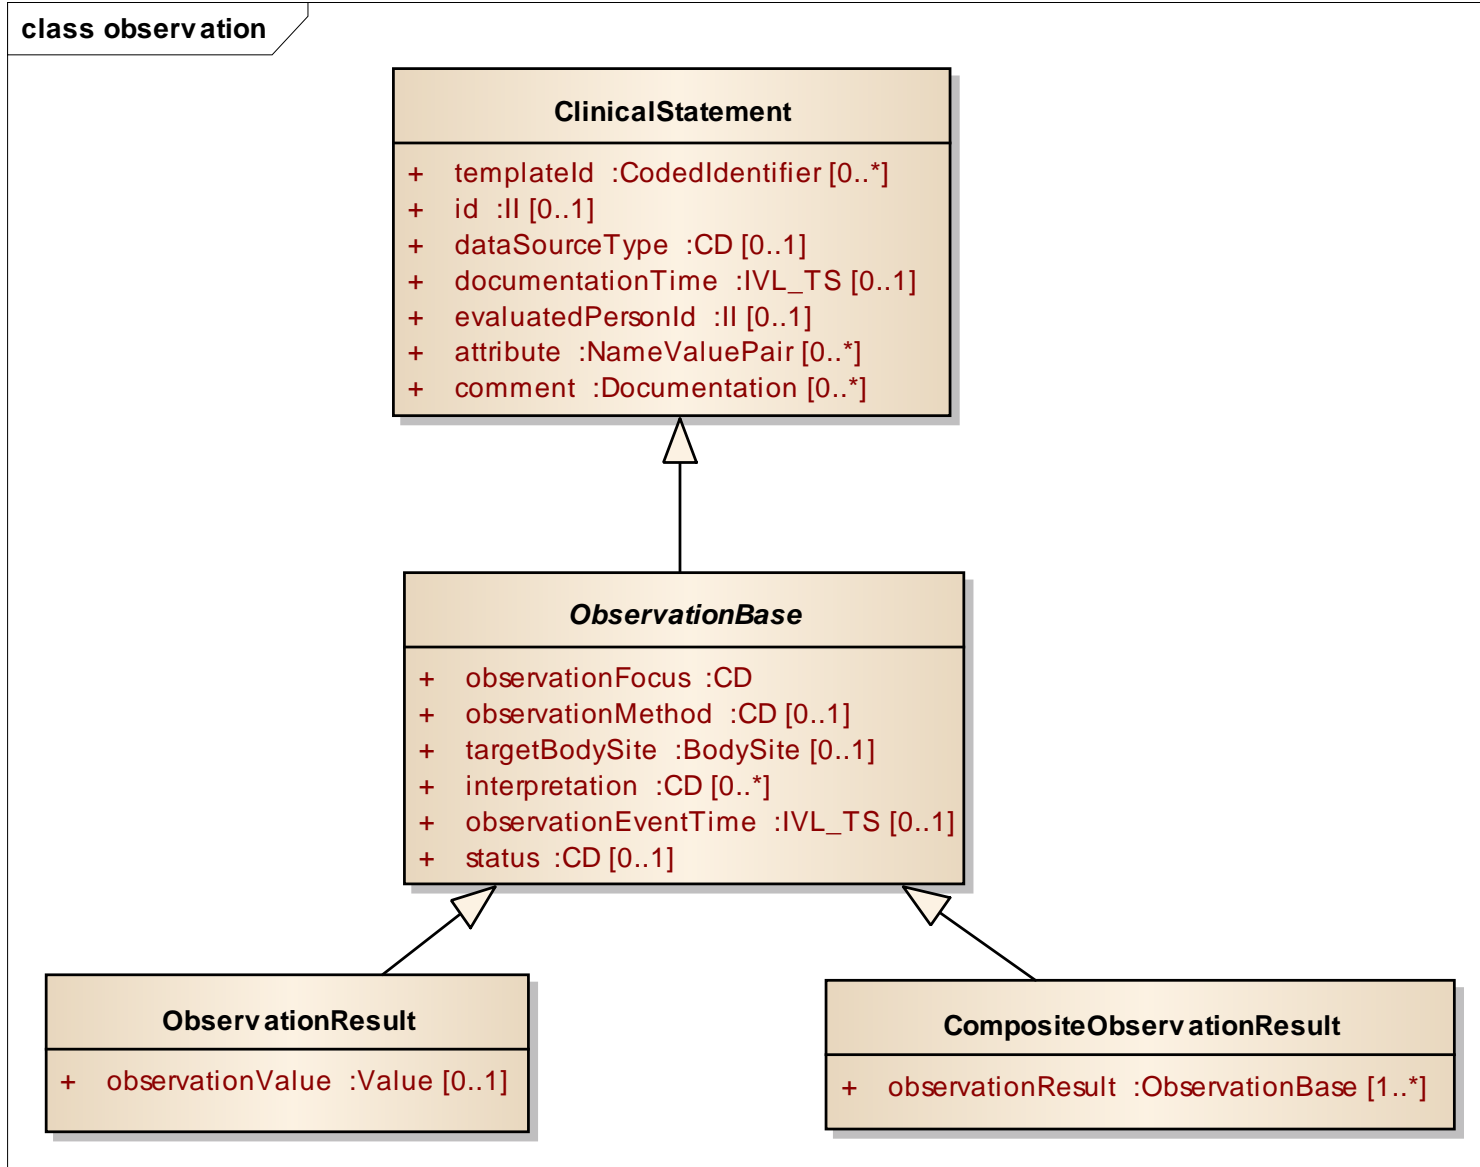 class observation
ClinicalStatement
+ templateId :CodedIdentifier [0..*]
+ id :II [0..1]
+ dataSourceType :CD [0..1]
+ documentationTime :IVL_TS [0..1]
+ evaluatedPersonId :II [0..1]
+ attribute :NameValuePair [0..*]
+ comment :Documentation [0..*]
ObservationBase
+ observationFocus :CD
+ observationMethod :CD [0..1]
+ targetBodySite :BodySite [0..1]
+ interpretation :CD [0..*]
+ observationEventTime :IVL_TS [0..1]
+ status :CD [0..1]
ObservationResult
+ observationValue :Value [0..1]
CompositeObservationResult
+ observationResult :ObservationBase [1..*]